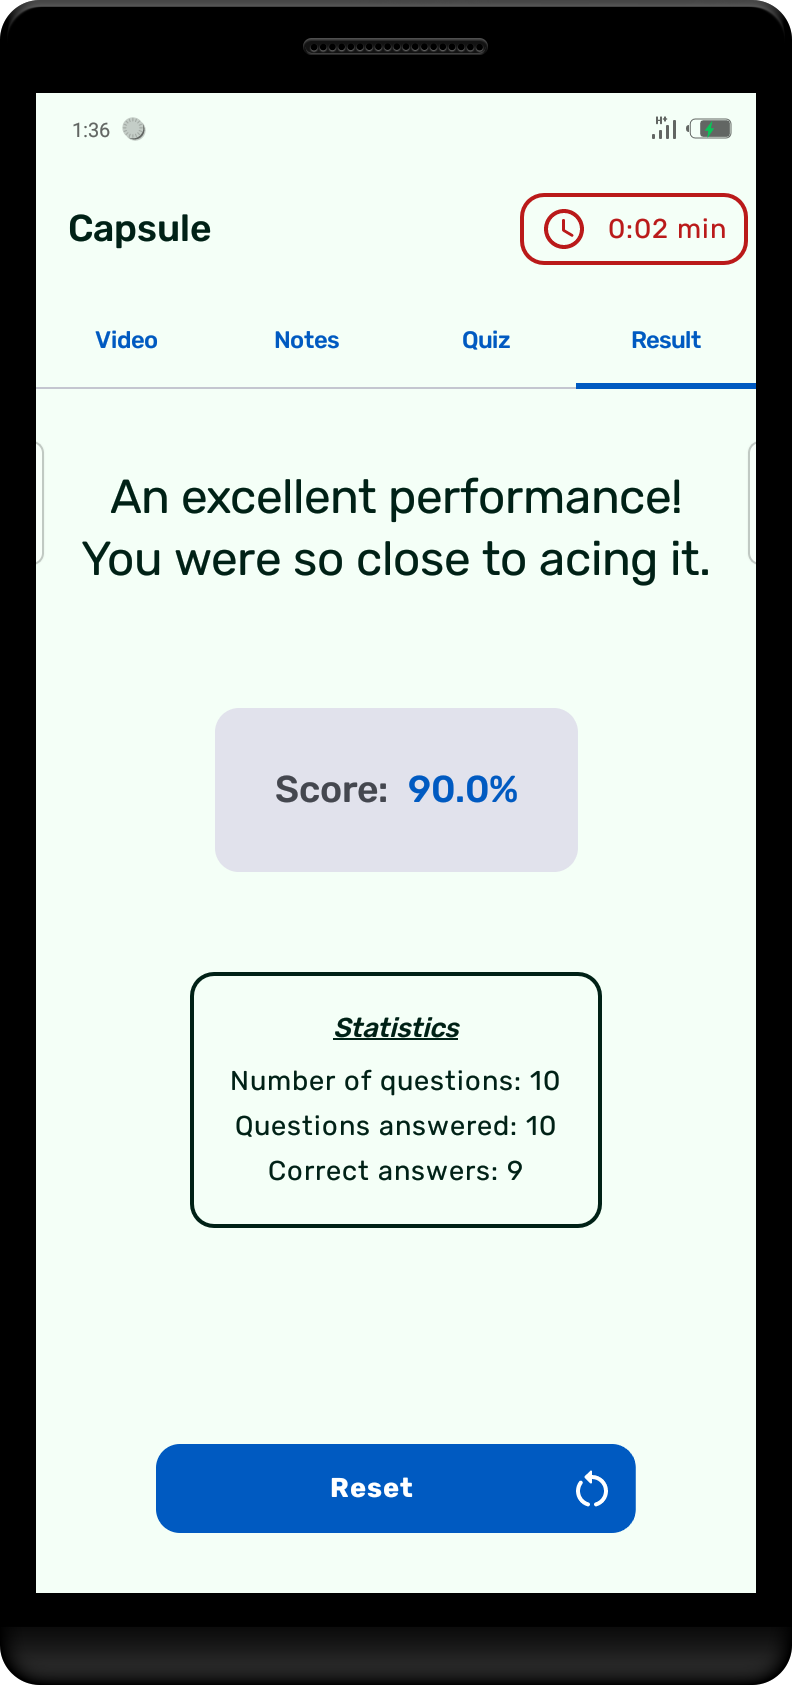 1:36
H+
Capsule
0:02 min
Video Notes Quiz Result
An excellent performance!
You were so close to acing it.
Score: 90.0%
Statistics
Number of questions: 10
Questions answered: 10
Correct answers: 9
Reset